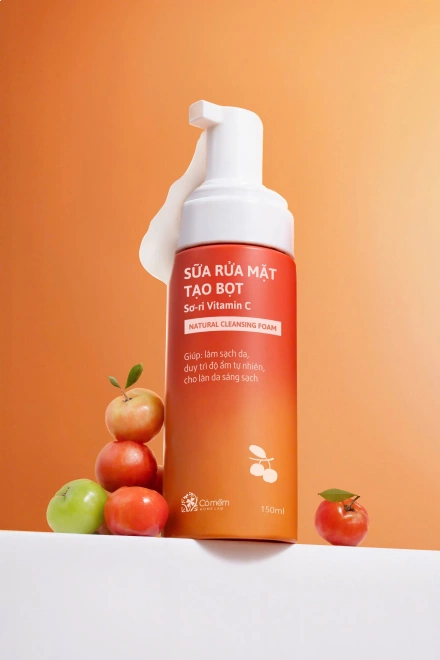 SỮA RỬA MẶT
TẠO BỌT
Sơ-ri Vitamin C
NATURAL CLEANSING FOAM
Giúp: làm sạch da,
duy trì độ ẩm tự nhiên,
cho làn da sáng sạch
Cỏ mềm
150ml